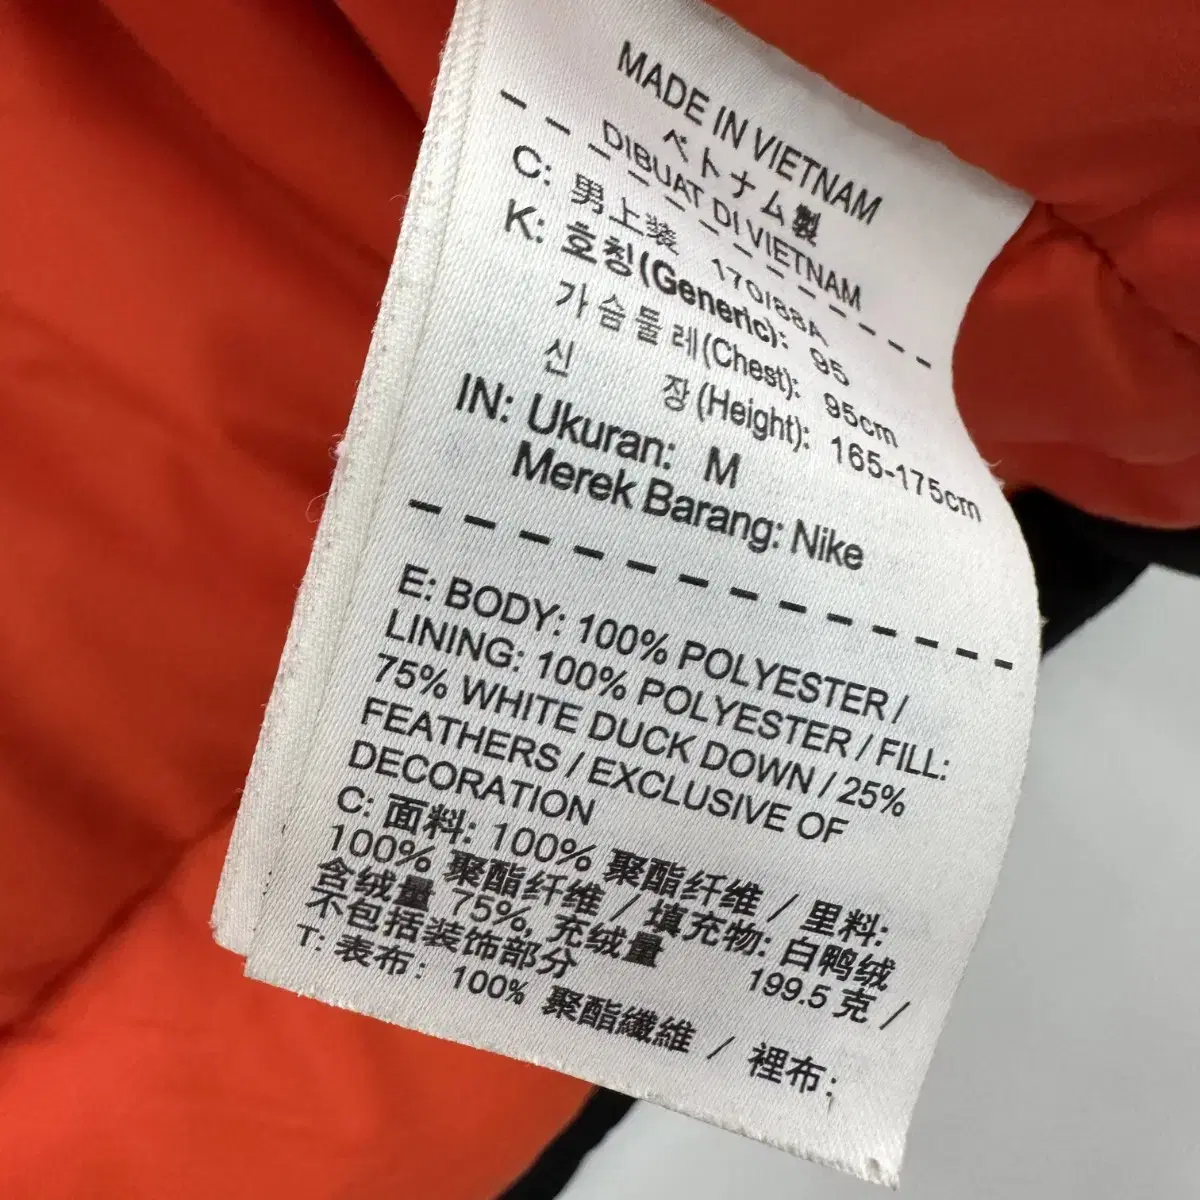 MADE IN VIETNAM
ベトナム製
DIBUAT DI VIETNAM
C: 男上装 170/88A
K: 호칭(Generic): 95
가슴둘레(Chest): 95cm
신 장(Height): 165-175cm
IN: Ukuran: M
Merek Barang: Nike
E: BODY: 100% POLYESTER /
LINING: 100% POLYESTER / FILL:
75% WHITE DUCK DOWN / 25%
FEATHERS / EXCLUSIVE OF
DECORATION
C: 面料: 100% 聚酯纤维 / 里料:
100% 聚酯纤维 / 填充物: 白鸭绒
含绒量 75%, 充绒量 199.5 克 /
不包括装饰部分
T: 表布: 100% 聚酯纖維 / 裡布: